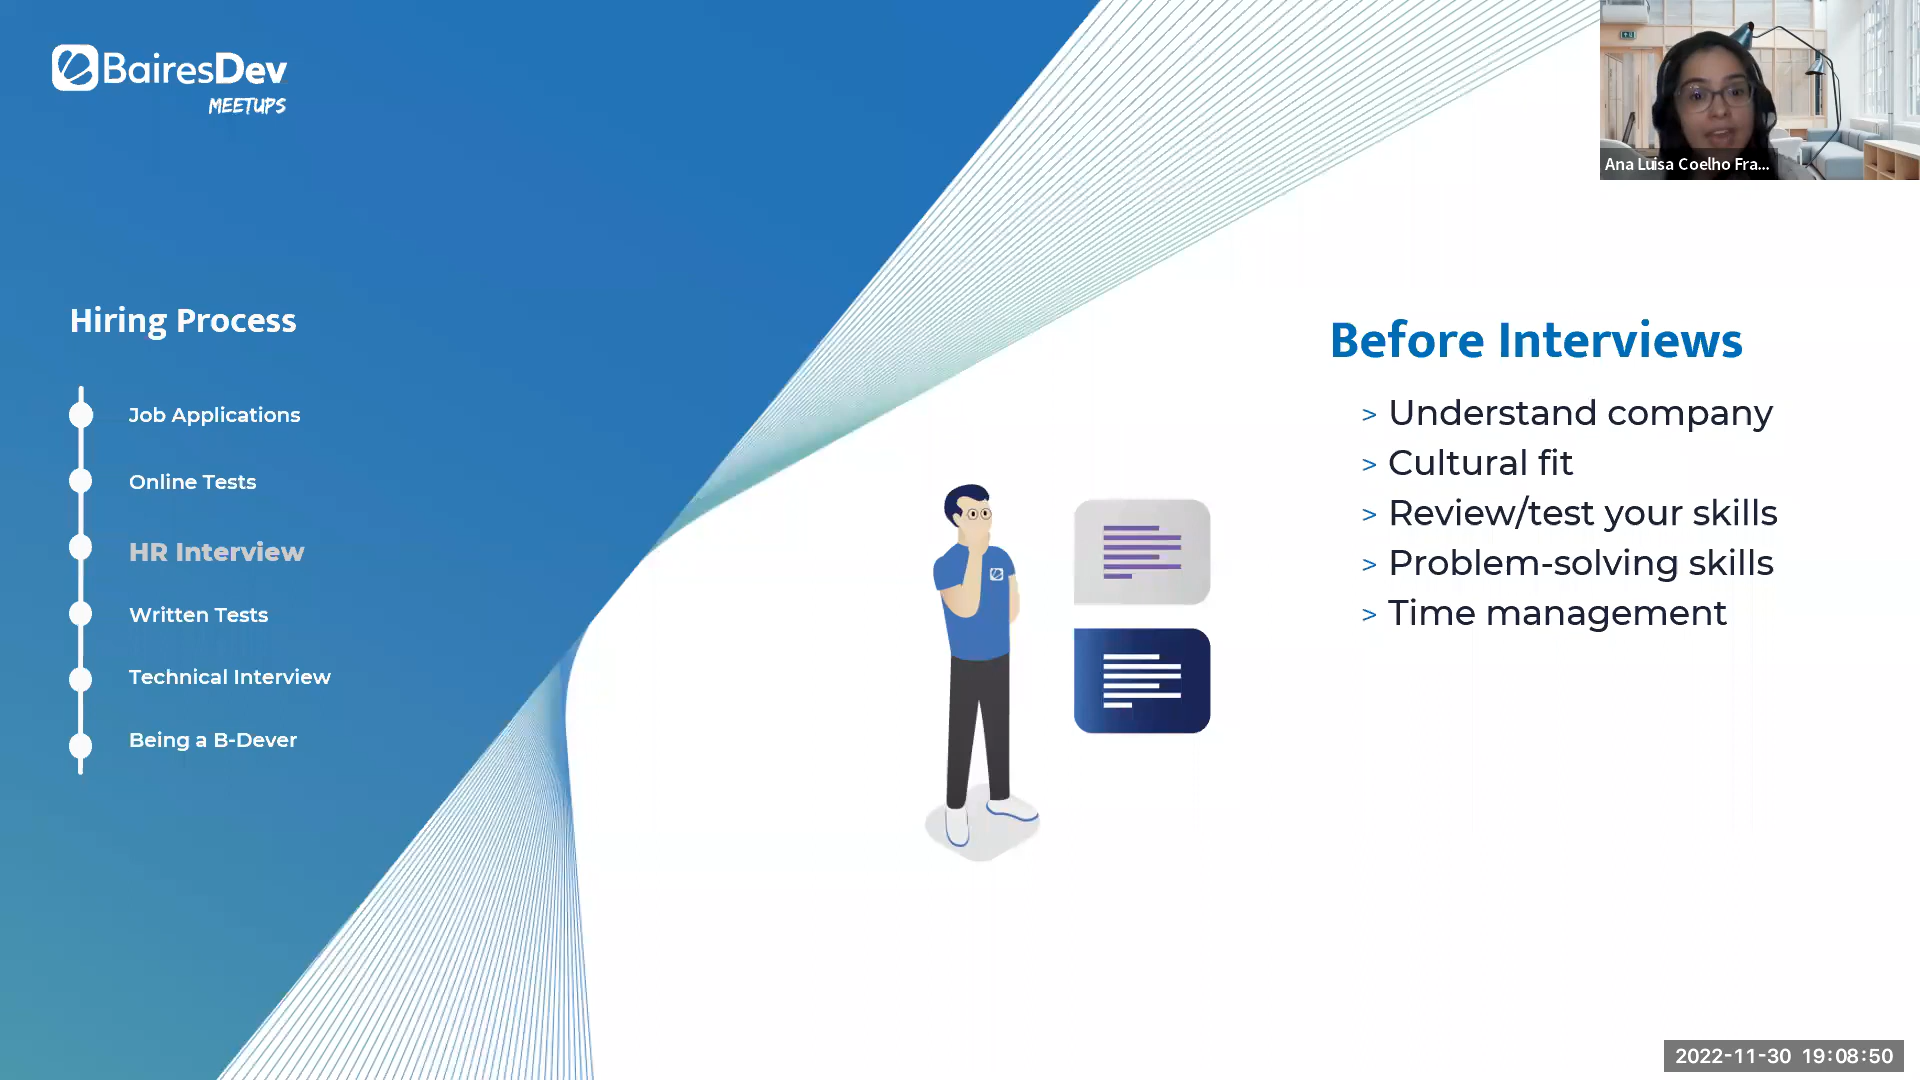 BairesDev
MEETUPS
Ana Luisa Coelho Fra...
Hiring Process
Job Applications
Online Tests
HR Interview
Written Tests
Technical Interview
Being a B-Dever
Before Interviews
> Understand company
> Cultural fit
> Review/test your skills
> Problem-solving skills
> Time management
2022-11-30 19:08:50